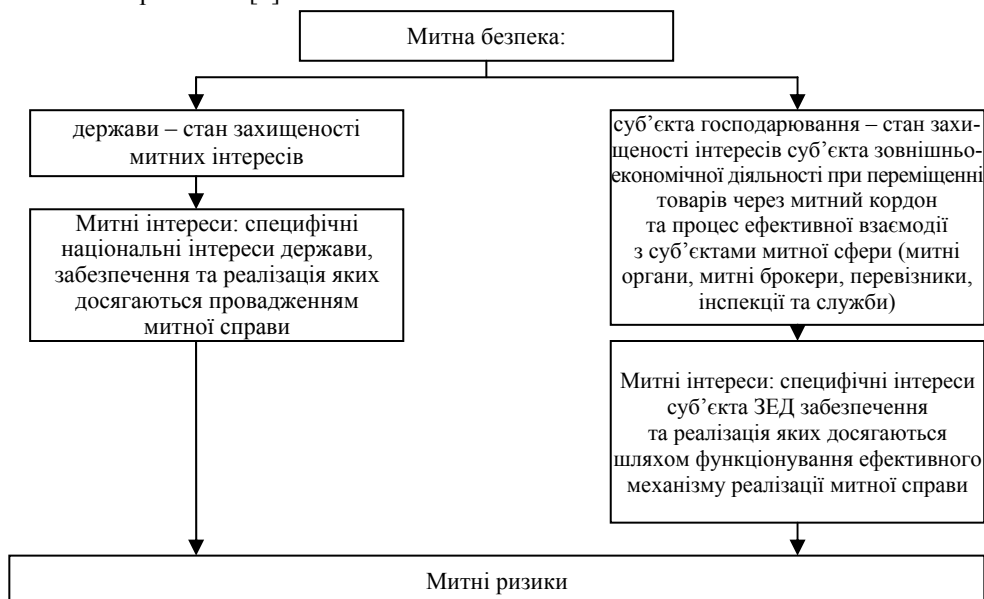 Митна безпека:
держави – стан захищеності
митних інтересів
Митні інтереси: специфічні
національні інтереси держави,
забезпечення та реалізація яких
досягаються провадженням
митної справи
суб’єкта господарювання – стан захи-
щеності інтересів суб’єкта зовнішньо-
економічної діяльності при переміщенні
товарів через митний кордон
та процес ефективної взаємодії
з суб’єктами митної сфери (митні
органи, митні брокери, перевізники,
інспекції та служби)
Митні інтереси: специфічні інтереси
суб’єкта ЗЕД забезпечення
та реалізація яких досягаються
шляхом функціонування ефективного
механізму реалізації митної справи
Митні ризики